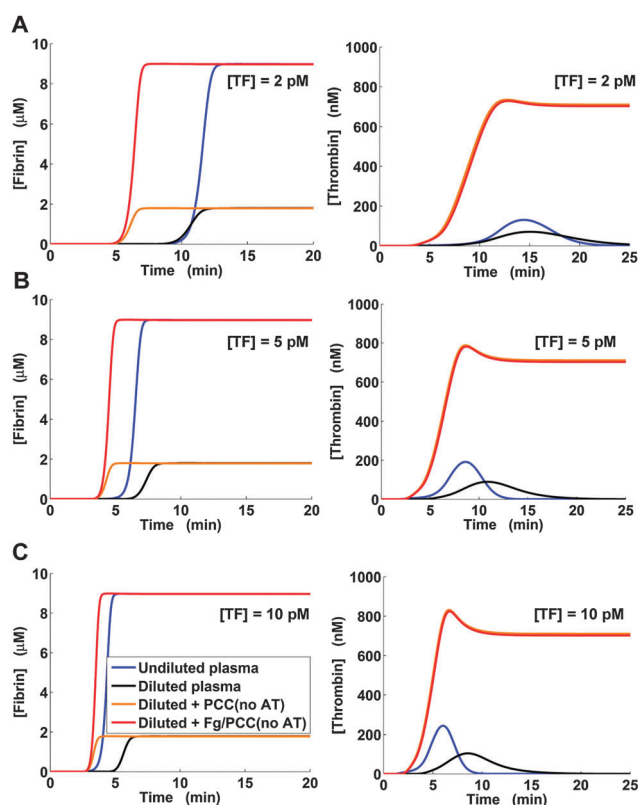 A
[Fibrin] (µM)
10
8
6
4
2
0
[TF] = 2 pM
0 5 10 15 20
Time (min)
[Thrombin] (nM)
1000
800
600
400
200
0
[TF] = 2 pM
0 5 10 15 20 25
Time (min)
B
[Fibrin] (µM)
10
8
6
4
2
0
[TF] = 5 pM
0 5 10 15 20
Time (min)
[Thrombin] (nM)
1000
800
600
400
200
0
[TF] = 5 pM
0 5 10 15 20 25
Time (min)
C
[Fibrin] (µM)
10
8
6
4
2
0
[TF] = 10 pM
Undiluted plasma
Diluted plasma
Diluted + PCC(no AT)
Diluted + Fg/PCC(no AT)
0 5 10 15 20
Time (min)
[Thrombin] (nM)
1000
800
600
400
200
0
[TF] = 10 pM
0 5 10 15 20 25
Time (min)